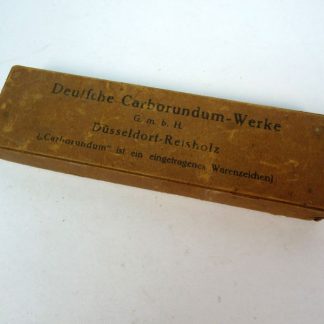 Deutsche Carborundum-Werke
G. m. b. H.
Düsseldorf-Reisholz
(„Carborundum“ ist ein eingetragenes Warenzeichen)